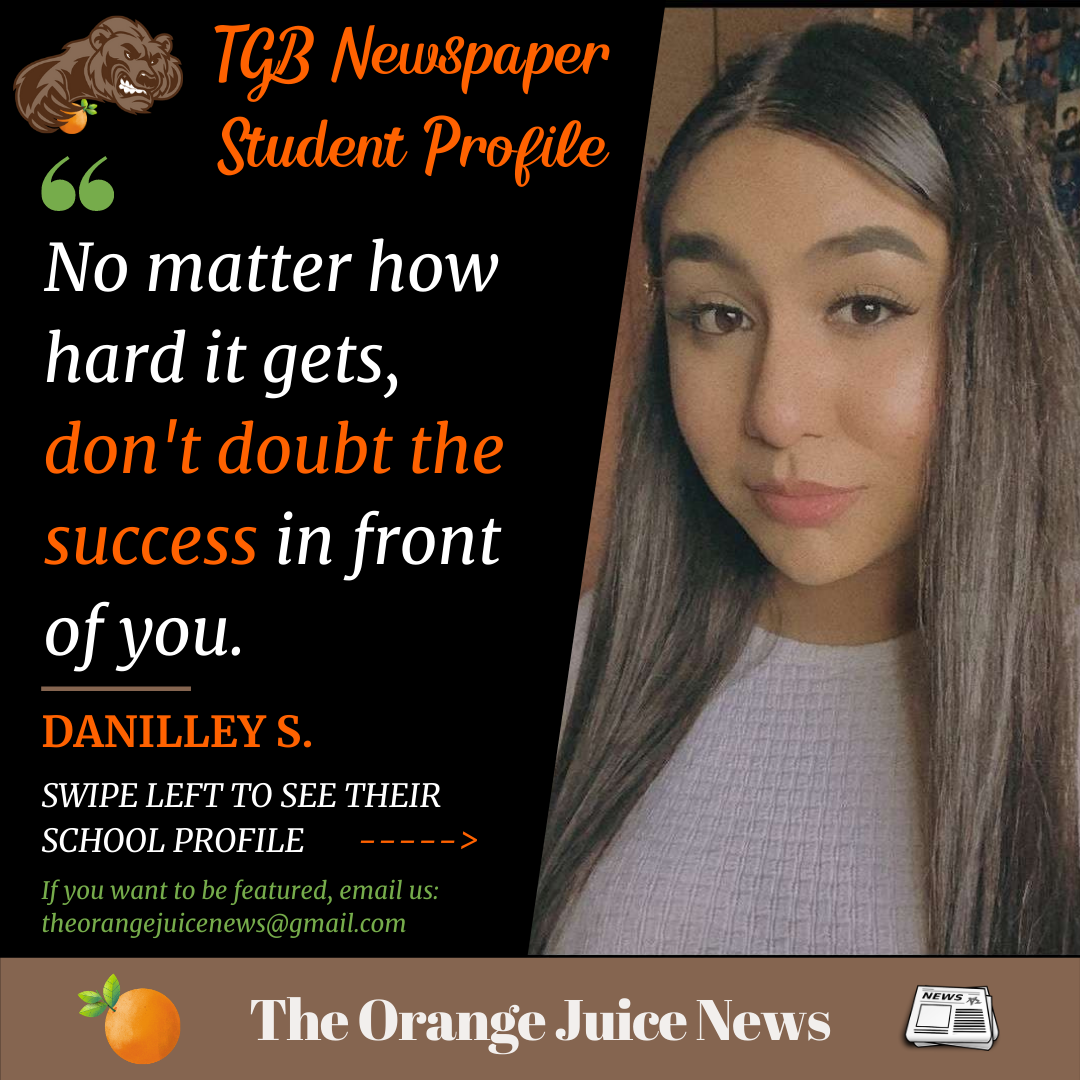 TGB Newspaper
Student Profile
“
No matter how
hard it gets,
don't doubt the
success in front
of you.
DANILLEY S.
SWIPE LEFT TO SEE THEIR
SCHOOL PROFILE ----->
If you want to be featured, email us:
theorangejuicenews@gmail.com
The Orange Juice News
NEWS